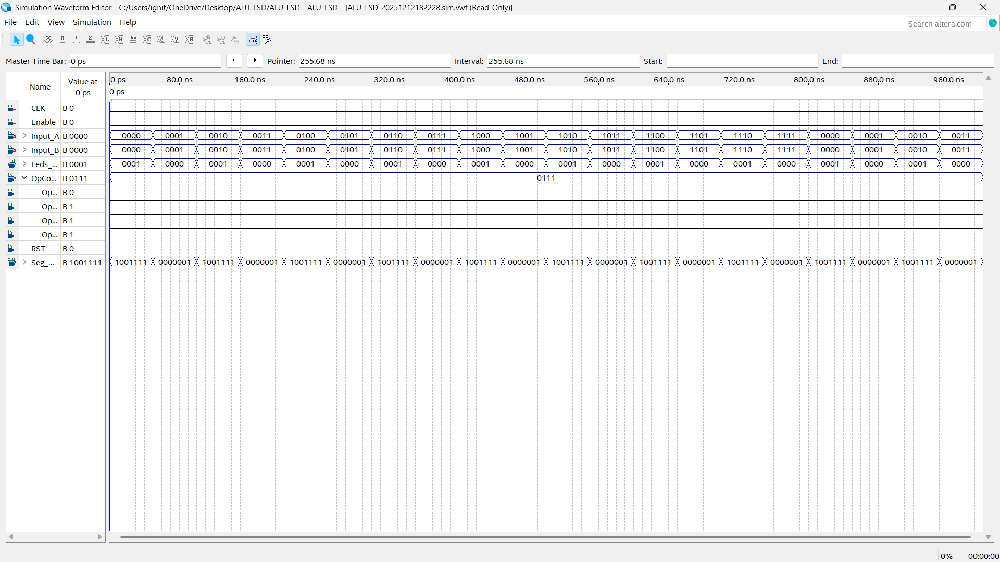 Simulation Waveform Editor - C:/Users/ignit/OneDrive/Desktop/ALU_LSD/ALU_LSD - ALU_LSD - [ALU_LSD_20251212182228.sim.vwf (Read-Only)]
File Edit View Simulation Help
Search altera.com
Master Time Bar: 0 ps Pointer: 255.68 ns Interval: 255.68 ns Start: End:
Name Value at 0 ps
0 ps 80.0 ns 160.0 ns 240.0 ns 320.0 ns 400.0 ns 480.0 ns 560.0 ns 640.0 ns 720.0 ns 800.0 ns 880.0 ns 960.0 ns
0 ps
CLK B 0
Enable B 0
Input_A B 0000 0000 0001 0010 0011 0100 0101 0110 0111 1000 1001 1010 1011 1100 1101 1110 1111 0000 0001 0010 0011
Input_B B 0000 0000 0001 0010 0011 0100 0101 0110 0111 1000 1001 1010 1011 1100 1101 1110 1111 0000 0001 0010 0011
Leds_... B 0001 0001 0000 0001 0000 0001 0000 0001 0000 0001 0000 0001 0000 0001 0000 0001 0000 0001 0000 0001 0000
OpCo... B 0111 0111
Op... B 0
Op... B 1
Op... B 1
Op... B 1
RST B 0
Seg_... B 1001111 1001111 0000001 1001111 0000001 1001111 0000001 1001111 0000001 1001111 0000001 1001111 0000001 1001111 0000001 1001111 0000001 1001111 0000001 1001111 0000001
0% 00:00:00